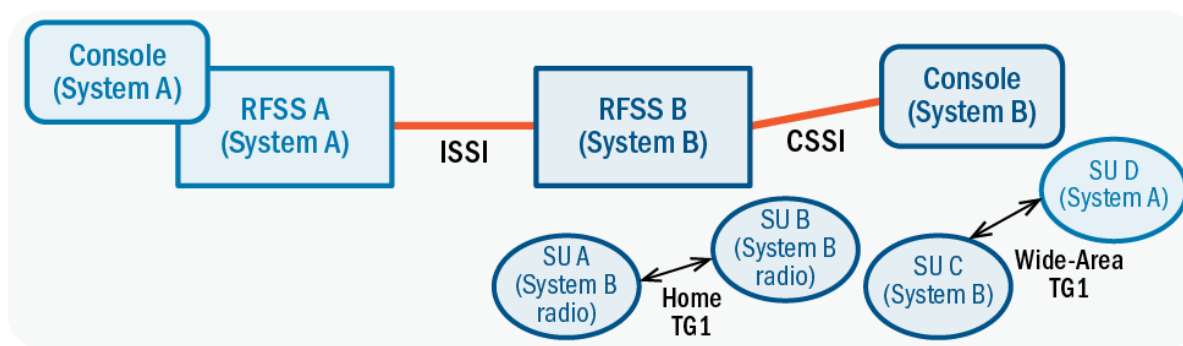 Console
(System A)
RFSS A
(System A)
ISSI
RFSS B
(System B)
CSSI
Console
(System B)
SU A
(System B
radio)
Home
TG1
SU B
(System B
radio)
SU C
(System B)
Wide-Area
TG1
SU D
(System A)